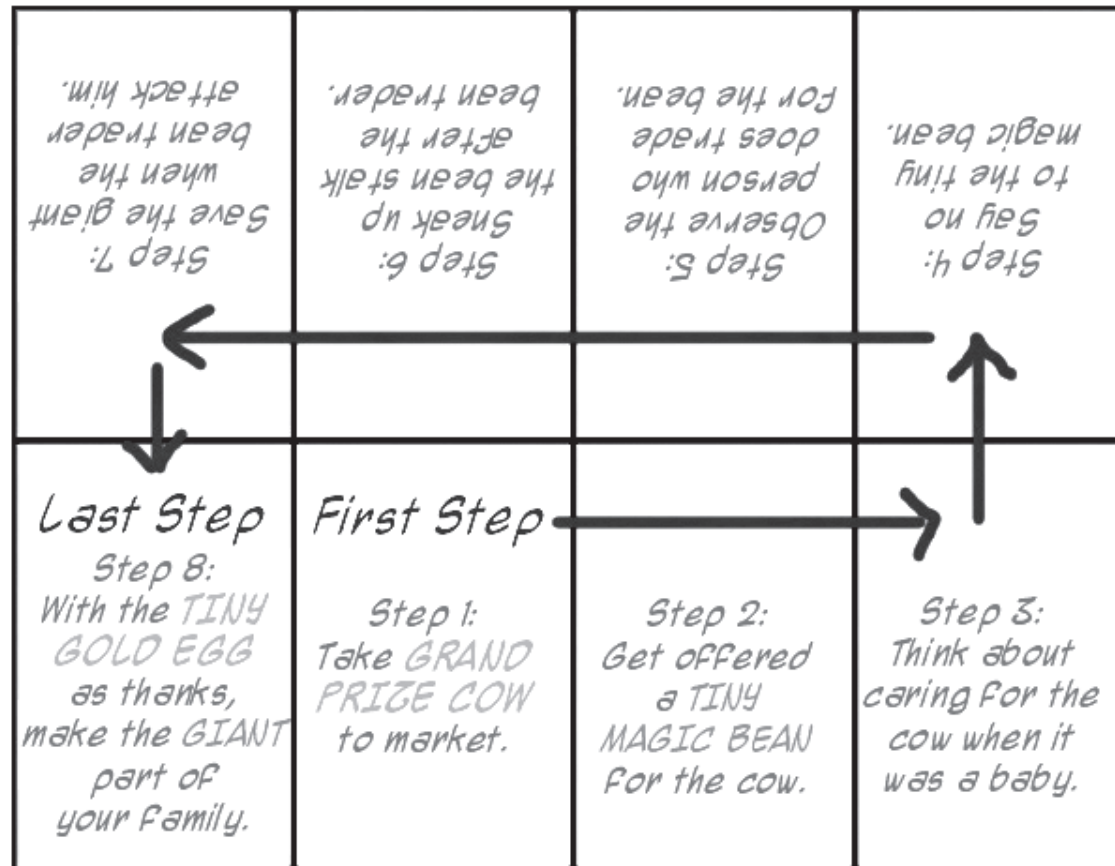 First Step
Step 1:
Take GRAND
PRIZE COW
to market.
Step 2:
Get offered
a TINY
MAGIC BEAN
for the cow.
Step 3:
Think about
caring for the
cow when it
was a baby.
Step 4:
Say no
to the tiny
magic bean.
Step 5:
Observe the
person who
does trade
for the bean.
Step 6:
Sneak up
the bean stalk
after the
bean trader.
Step 7:
Save the giant
when the
bean trader
attack him.
Last Step
Step 8:
With the TINY
GOLD EGG
as thanks,
make the GIANT
part of
your family.